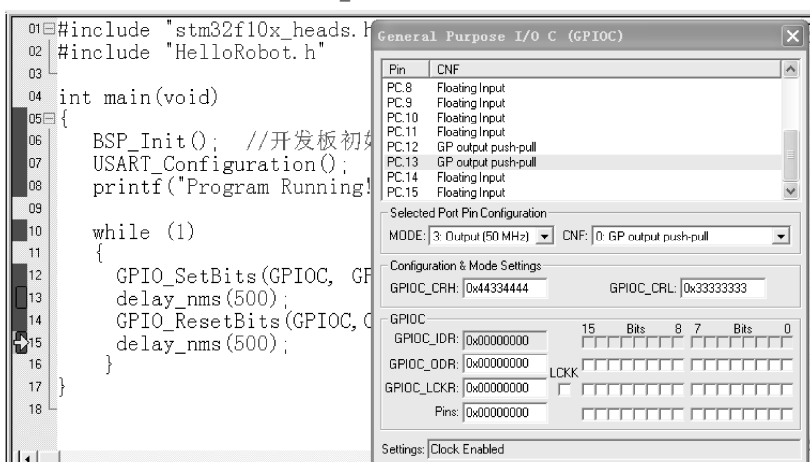 01 #include "stm32f10x_heads.h
02 #include "HelloRobot.h"
03
04 int main(void)
05 {
06 BSP_Init(); //开发板初
07 USART_Configuration();
08 printf("Program Running!
09
10 while (1)
11 {
12 GPIO_SetBits(GPIOC, GP
13 delay_nms(500);
14 GPIO_ResetBits(GPIOC,
15 delay_nms(500);
16 }
17 }
18
General Purpose I/O C (GPIOC)
Pin CNF
PC.8 Floating Input
PC.9 Floating Input
PC.10 Floating Input
PC.11 Floating Input
PC.12 GP output push-pull
PC.13 GP output push-pull
PC.14 Floating Input
PC.15 Floating Input
Selected Port Pin Configuration
MODE: 3: Output (50 MHz) CNF: 0: GP output push-pull
Configuration & Mode Settings
GPIOC_CRH: 0x44334444 GPIOC_CRL: 0x33333333
GPIOC
15 Bits 8 7 Bits 0
GPIOC_IDR: 0x00000000
GPIOC_ODR: 0x00000000
LCKK
GPIOC_LCKR: 0x00000000
Pins: 0x00000000
Settings: Clock Enabled